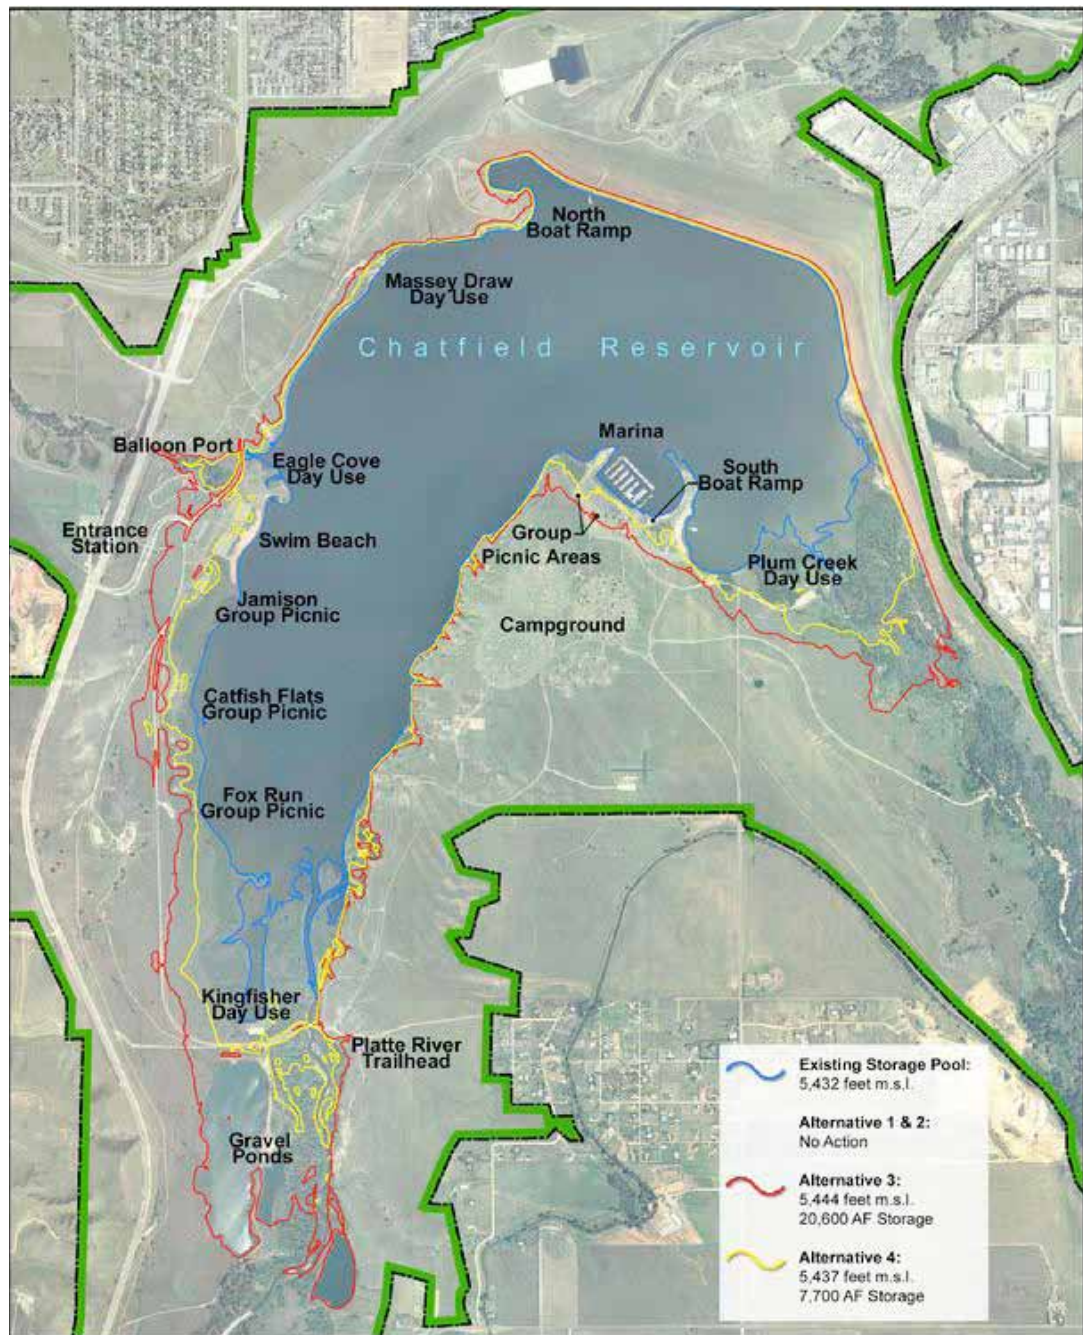 North
Boat Ramp
Massey Draw
Day Use
Chatfield Reservoir
Balloon Port
Eagle Cove
Day Use
Marina
South
Boat Ramp
Entrance
Station
Swim Beach
Group
Picnic Areas
Plum Creek
Day Use
Jamison
Group Picnic
Campground
Catfish Flats
Group Picnic
Fox Run
Group Picnic
Kingfisher
Day Use
Platte River
Trailhead
Gravel
Ponds
Existing Storage Pool:
5,432 feet m.s.l.
Alternative 1 & 2:
No Action
Alternative 3:
5,444 feet m.s.l.
20,600 AF Storage
Alternative 4:
5,437 feet m.s.l.
7,700 AF Storage